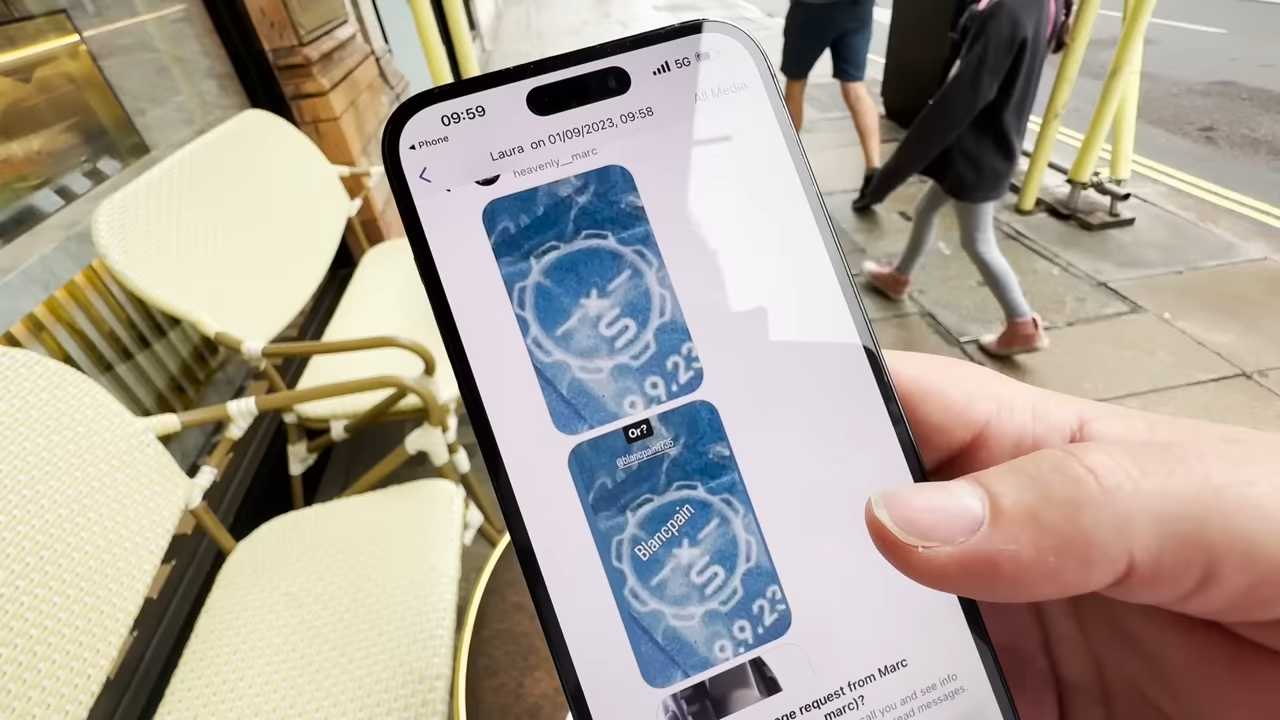 09:59
5G
Phone
All Media
Laura on 01/09/2023, 09:58
heavenly__marc
S
9.9.23
Or?
@blancpain1735
Blancpain
S
9.9.23
ge request from Marc
marc)?
call you and see info
read messages.